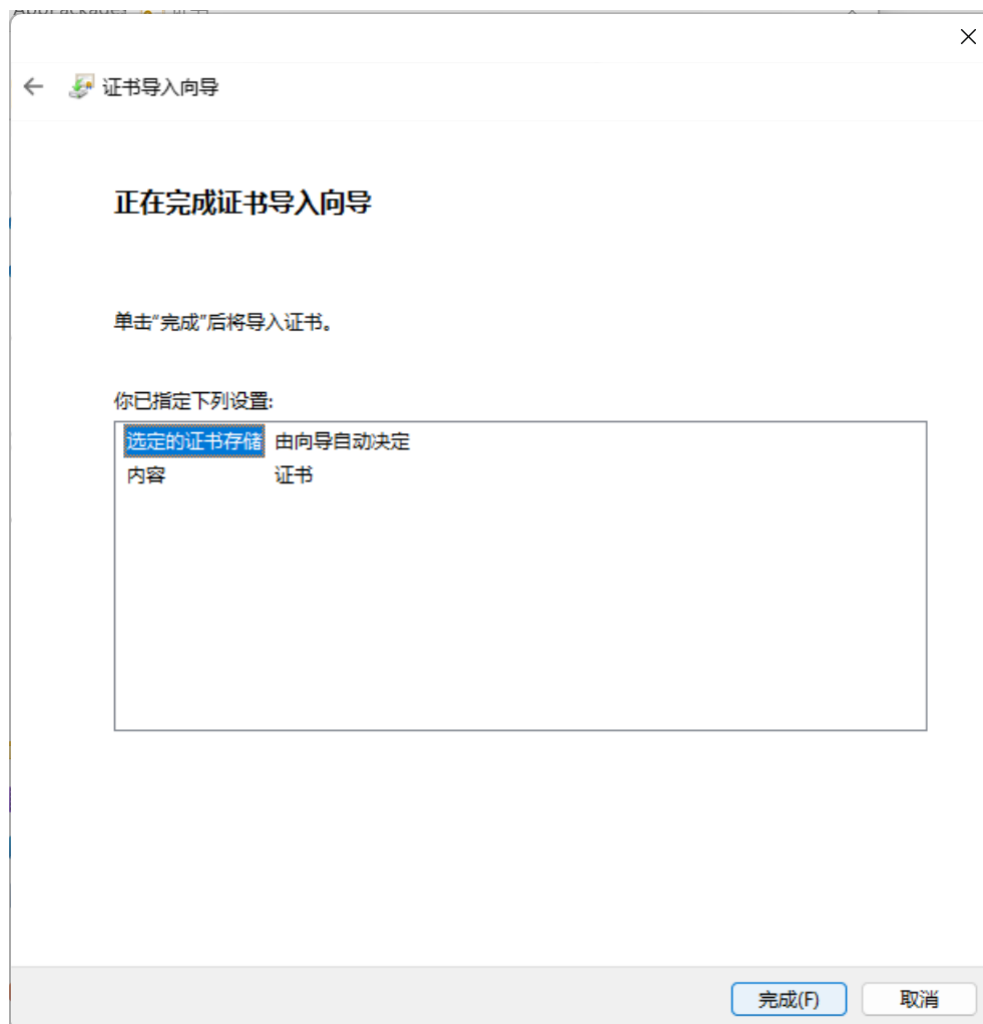 证书导入向导
正在完成证书导入向导
单击“完成”后将导入证书。
你已指定下列设置:
选定的证书存储 由向导自动决定
内容 证书
完成(F) 取消